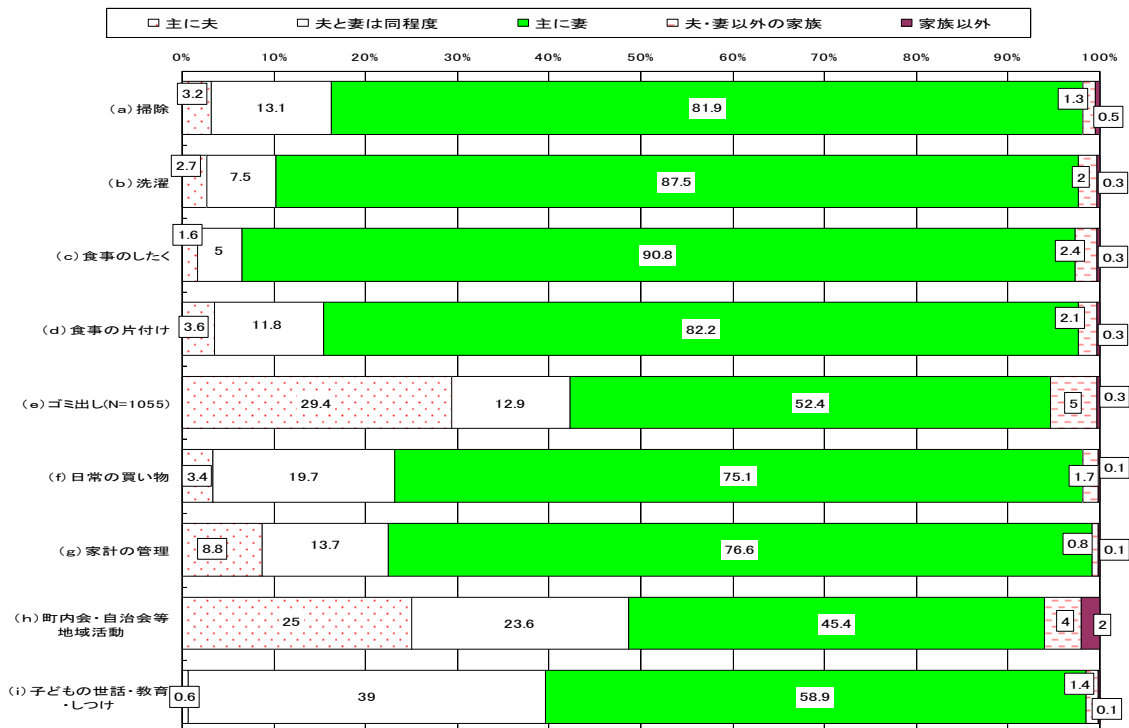 主に夫 夫と妻は同程度 主に妻 夫・妻以外の家族 家族以外
0% 10% 20% 30% 40% 50% 60% 70% 80% 90% 100%
(a)掃除 3.2 13.1 81.9 1.3 0.5
(b)洗濯 2.7 7.5 87.5 2 0.3
(c)食事のしたく 1.6 5 90.8 2.4 0.3
(d)食事の片付け 3.6 11.8 82.2 2.1 0.3
(e)ゴミ出し(N=1055) 29.4 12.9 52.4 5 0.3
(f)日常の買い物 3.4 19.7 75.1 1.7 0.1
(g)家計の管理 8.8 13.7 76.6 0.8 0.1
(h)町内会・自治会等
地域活動 25 23.6 45.4 4 2
(i)子どもの世話・教育
・しつけ 0.6 39 58.9 1.4 0.1